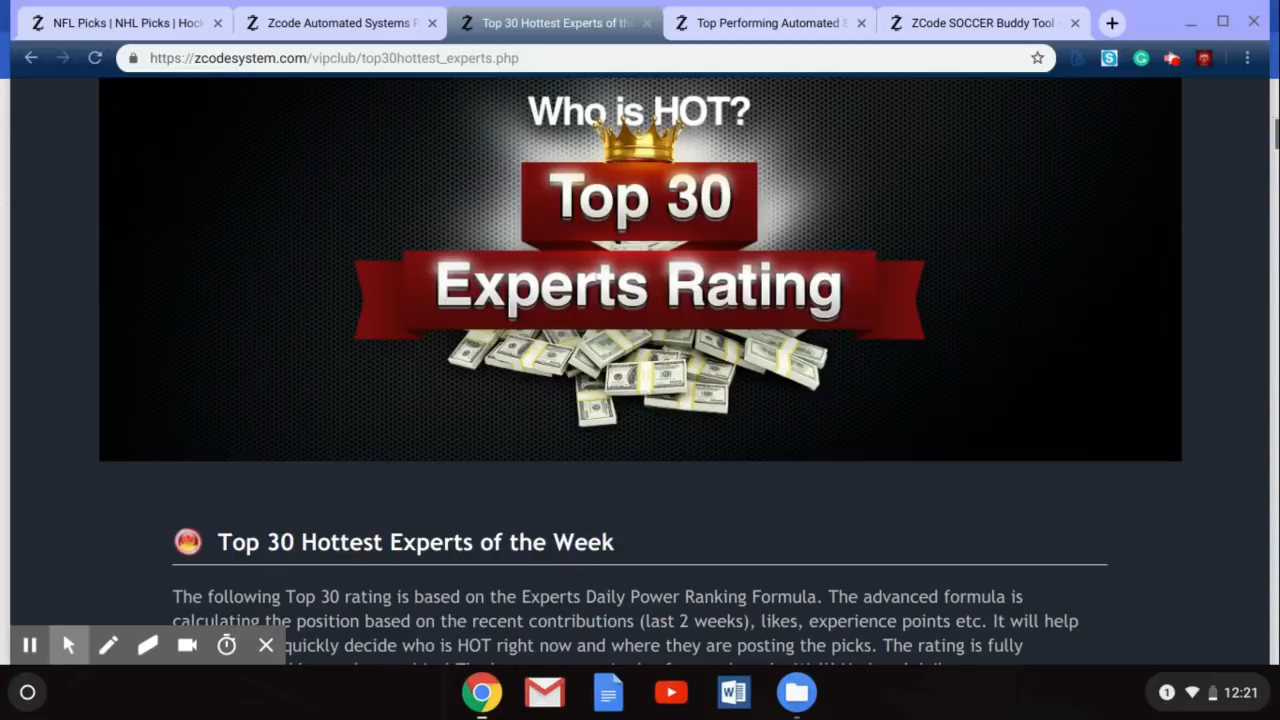 NFL Picks | NHL Picks | Hoc
Zcode Automated Systems
Top 30 Hottest Experts of the
Top Performing Automated
ZCode SOCCER Buddy Tool
https://zcodesystem.com/vipclub/top30hottest_experts.php
Who is HOT?
Top 30
Experts Rating
Top 30 Hottest Experts of the Week
The following Top 30 rating is based on the Experts Daily Power Ranking Formula. The advanced formula is
calculating the position based on the recent contributions (last 2 weeks), likes, experience points etc. It will help
quickly decide who is HOT right now and where they are posting the picks. The rating is fully
12:21